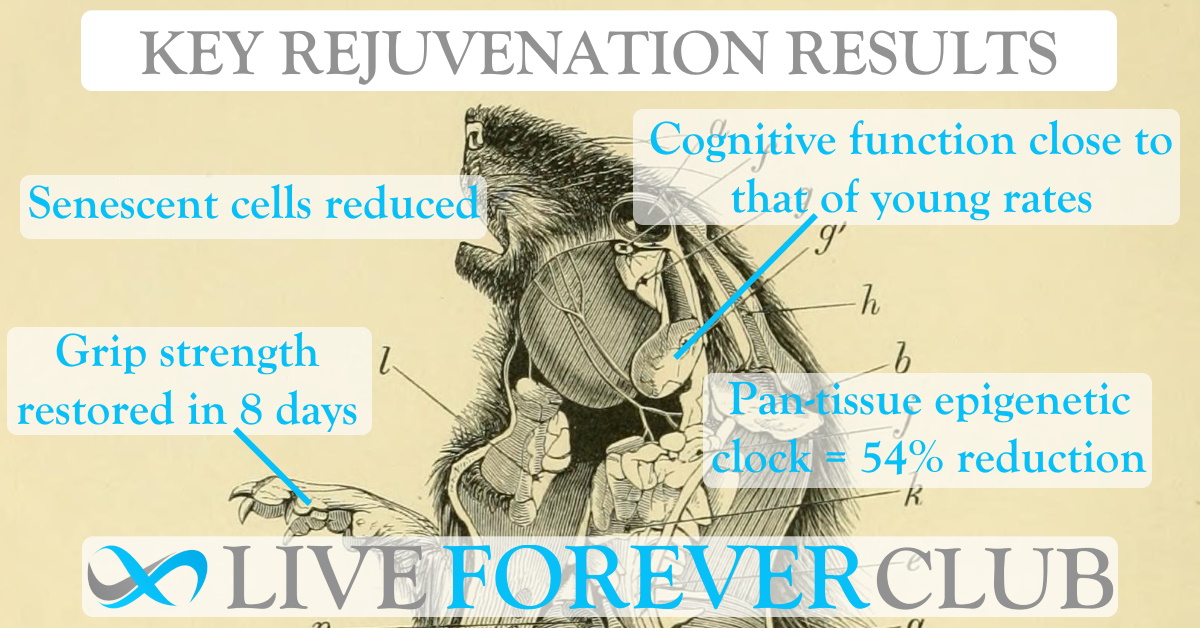 KEY REJUVENATION RESULTS
Cognitive function close to
that of young rates
Senescent cells reduced
g'
h
Grip strength
restored in 8 days
l
b
Pan-tissue epigenetic
clock = 54% reduction
k
LIVE FOREVER CLUB